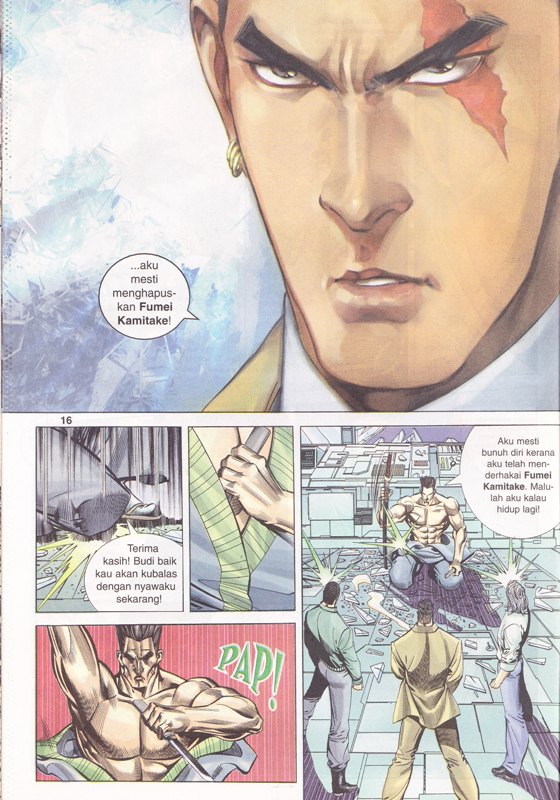 ...aku
mesti
menghapus-
kan Fumei
Kamitake!
16
Terima
kasih! Budi baik
kau akan kubalas
dengan nyawaku
sekarang!
PAP!
Aku mesti
bunuh diri kerana
aku telah men-
derhakai Fumei
Kamitake. Malu-
lah aku kalau
hidup lagi!